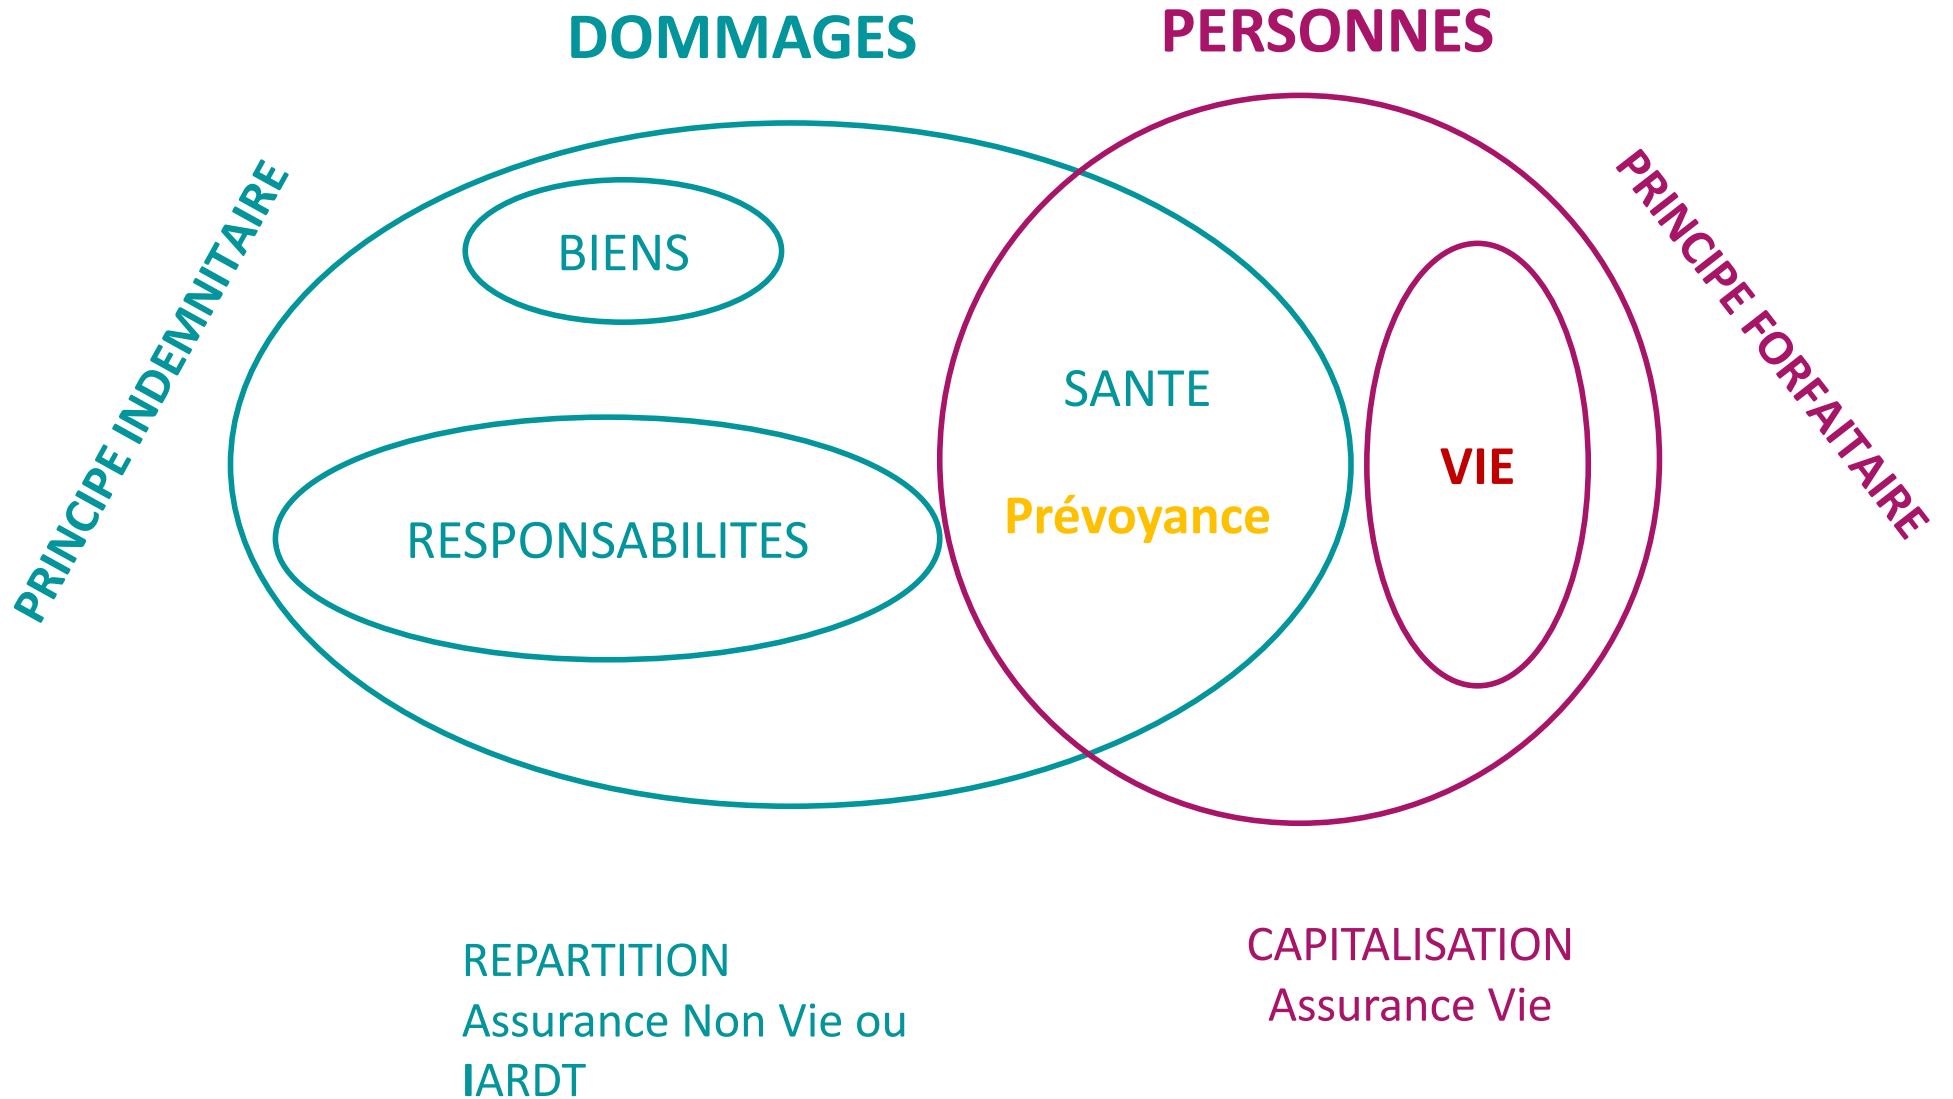 DOMMAGES
PERSONNES
PRINCIPE INDEMNITAIRE
PRINCIPE FORFAITAIRE
BIENS
SANTE
VIE
Prévoyance
RESPONSABILITES
REPARTITION
Assurance Non Vie ou
IARDT
CAPITALISATION
Assurance Vie